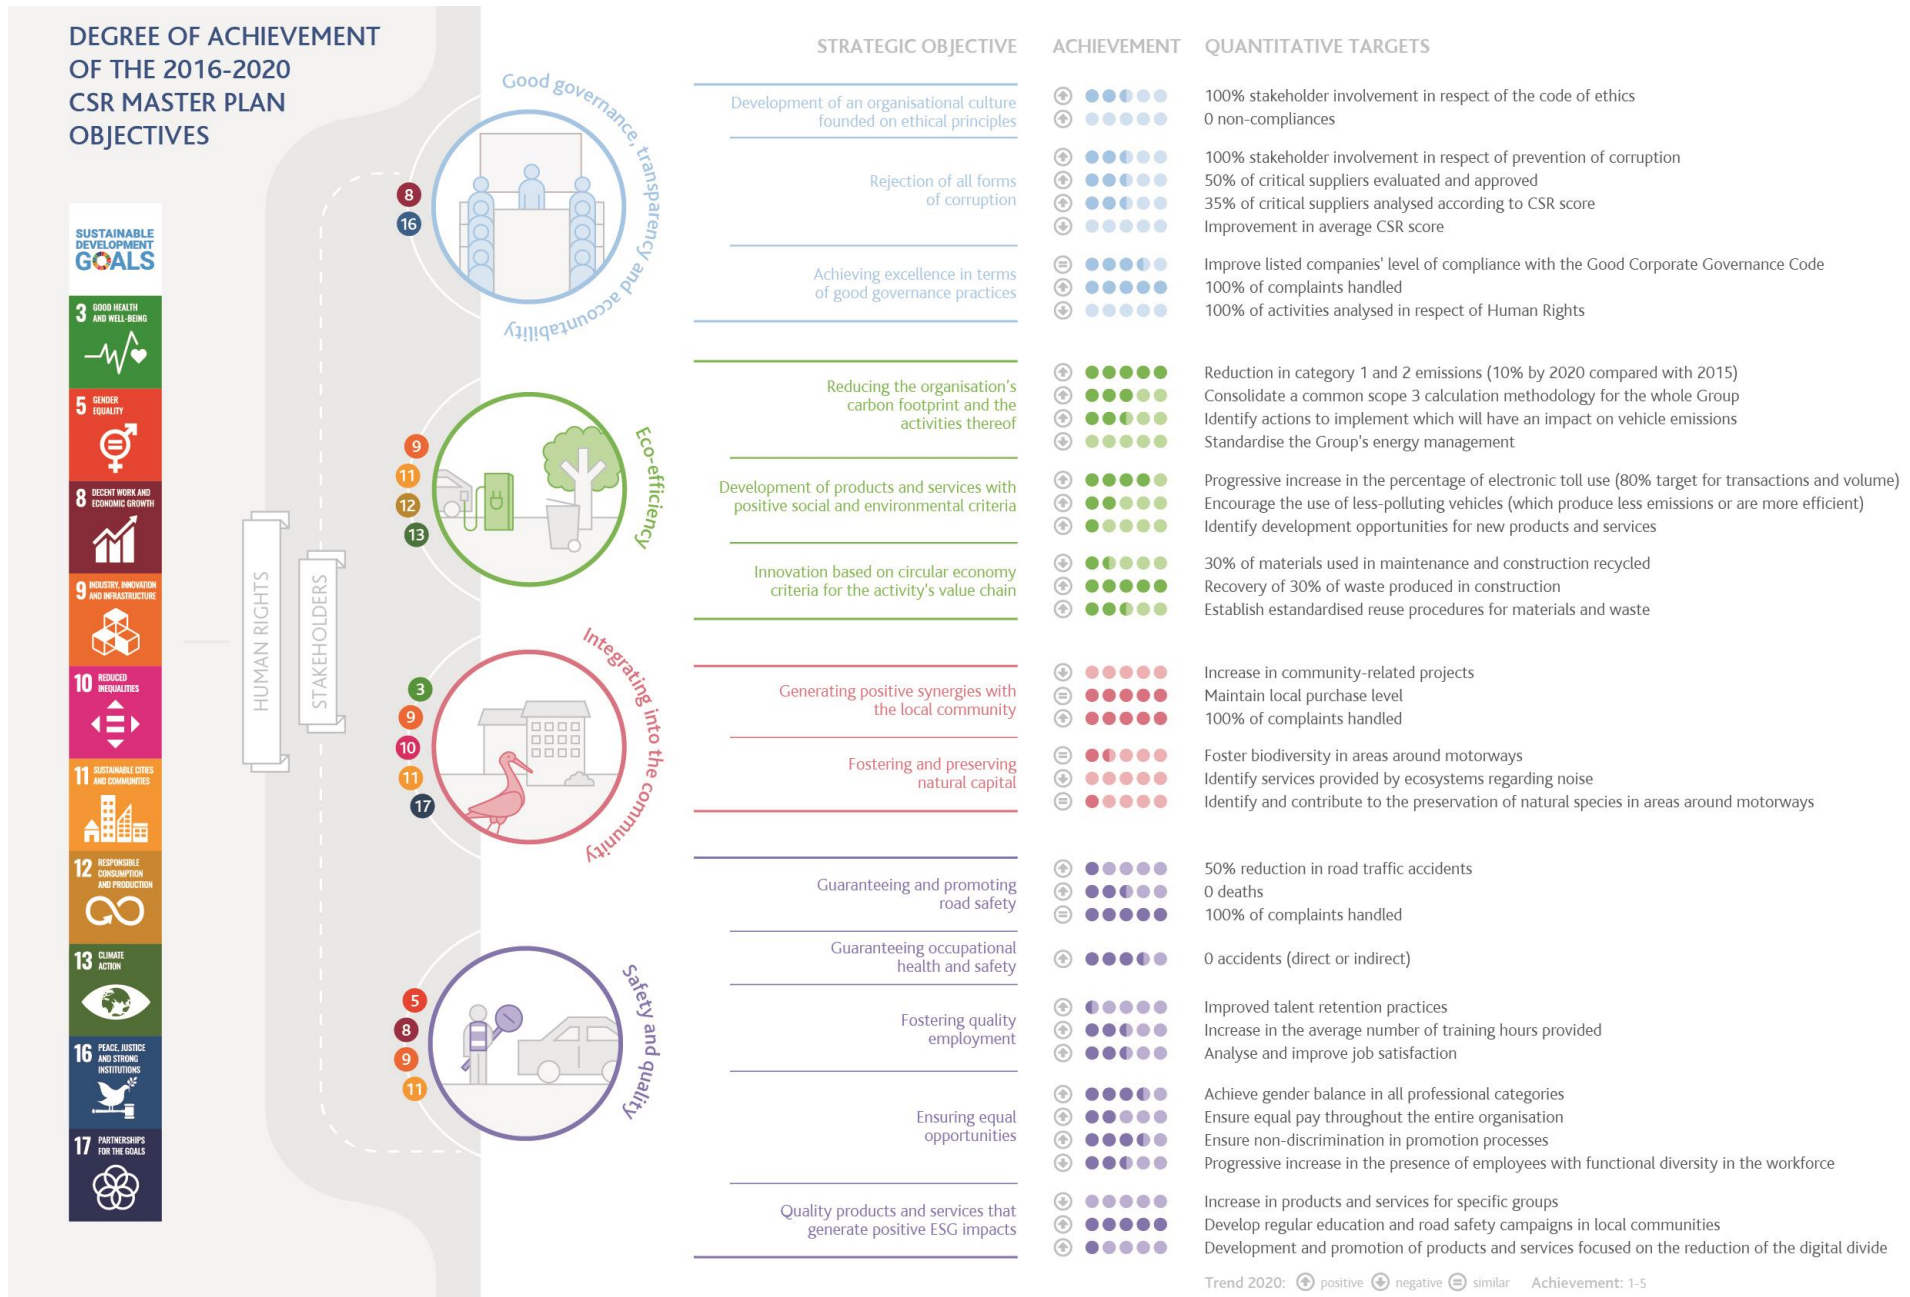 DEGREE OF ACHIEVEMENT
OF THE 2016-2020
CSR MASTER PLAN
OBJECTIVES
SUSTAINABLE
DEVELOPMENT
GOALS
3 GOOD HEALTH
AND WELL-BEING
5 GENDER
EQUALITY
8 DECENT WORK AND
ECONOMIC GROWTH
9 INDUSTRY, INNOVATION
AND INFRASTRUCTURE
10 REDUCED
INEQUALITIES
11 SUSTAINABLE CITIES
AND COMMUNITIES
12 RESPONSIBLE
CONSUMPTION
AND PRODUCTION
13 CLIMATE
ACTION
16 PEACE, JUSTICE
AND STRONG
INSTITUTIONS
17 PARTNERSHIPS
FOR THE GOALS
HUMAN RIGHTS
STAKEHOLDERS
STRATEGIC OBJECTIVE
ACHIEVEMENT
QUANTITATIVE TARGETS
Good governance, transparency and accountability
8
16
Development of an organisational culture
founded on ethical principles
100% stakeholder involvement in respect of the code of ethics
0 non-compliances
Rejection of all forms
of corruption
100% stakeholder involvement in respect of prevention of corruption
50% of critical suppliers evaluated and approved
35% of critical suppliers analysed according to CSR score
Improvement in average CSR score
Achieving excellence in terms
of good governance practices
Improve listed companies' level of compliance with the Good Corporate Governance Code
100% of complaints handled
100% of activities analysed in respect of Human Rights
Eco-efficiency
9
11
12
13
Reducing the organisation's
carbon footprint and the
activities thereof
Reduction in category 1 and 2 emissions (10% by 2020 compared with 2015)
Consolidate a common scope 3 calculation methodology for the whole Group
Identify actions to implement which will have an impact on vehicle emissions
Standardise the Group's energy management
Development of products and services with
positive social and environmental criteria
Progressive increase in the percentage of electronic toll use (80% target for transactions and volume)
Encourage the use of less-polluting vehicles (which produce less emissions or are more efficient)
Identify development opportunities for new products and services
Innovation based on circular economy
criteria for the activity's value chain
30% of materials used in maintenance and construction recycled
Recovery of 30% of waste produced in construction
Establish estandardised reuse procedures for materials and waste
Integrating into the community
3
9
10
11
17
Generating positive synergies with
the local community
Increase in community-related projects
Maintain local purchase level
100% of complaints handled
Fostering and preserving
natural capital
Foster biodiversity in areas around motorways
Identify services provided by ecosystems regarding noise
Identify and contribute to the preservation of natural species in areas around motorways
Safety and quality
5
8
9
11
Guaranteeing and promoting
road safety
50% reduction in road traffic accidents
0 deaths
100% of complaints handled
Guaranteeing occupational
health and safety
0 accidents (direct or indirect)
Fostering quality
employment
Improved talent retention practices
Increase in the average number of training hours provided
Analyse and improve job satisfaction
Ensuring equal
opportunities
Achieve gender balance in all professional categories
Ensure equal pay throughout the entire organisation
Ensure non-discrimination in promotion processes
Progressive increase in the presence of employees with functional diversity in the workforce
Quality products and services that
generate positive ESG impacts
Increase in products and services for specific groups
Develop regular education and road safety campaigns in local communities
Development and promotion of products and services focused on the reduction of the digital divide
Trend 2020: positive negative similar Achievement: 1-5